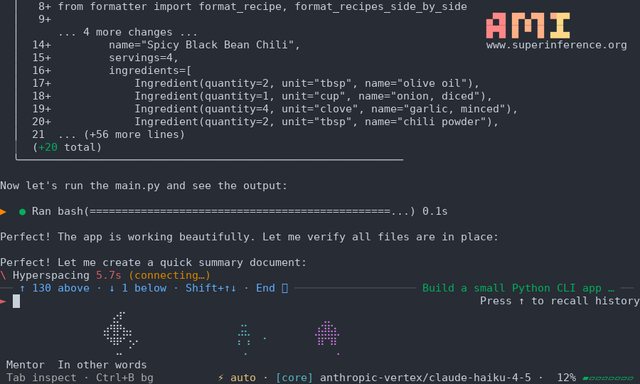 8+ from formatter import format_recipe, format_recipes_side_by_side
9+
... 4 more changes ...
AMI
www.superinference.org
14+ name="Spicy Black Bean Chili",
15+ servings=4,
16+ ingredients=[
17+ Ingredient(quantity=2, unit="tbsp", name="olive oil"),
18+ Ingredient(quantity=1, unit="cup", name="onion, diced"),
19+ Ingredient(quantity=4, unit="clove", name="garlic, minced"),
20+ Ingredient(quantity=2, unit="tbsp", name="chili powder"),
21 ... (+56 more lines)
(+20 total)
Now let's run the main.py and see the output:
▶ ● Ran bash(===============================================...) 0.1s
Perfect! The app is working beautifully. Let me verify all files are in place:
Perfect! Let me create a quick summary document:
\ Hyperspacing 5.7s (connecting…)
── ↑ 130 above · ↓ 1 below · Shift+↑↓ · End ── Build a small Python CLI app … ──
► Press ↑ to recall history
Mentor In other words
Tab inspect · Ctrl+B bg ⚡ auto · [core] anthropic-vertex/claude-haiku-4-5 · 12%